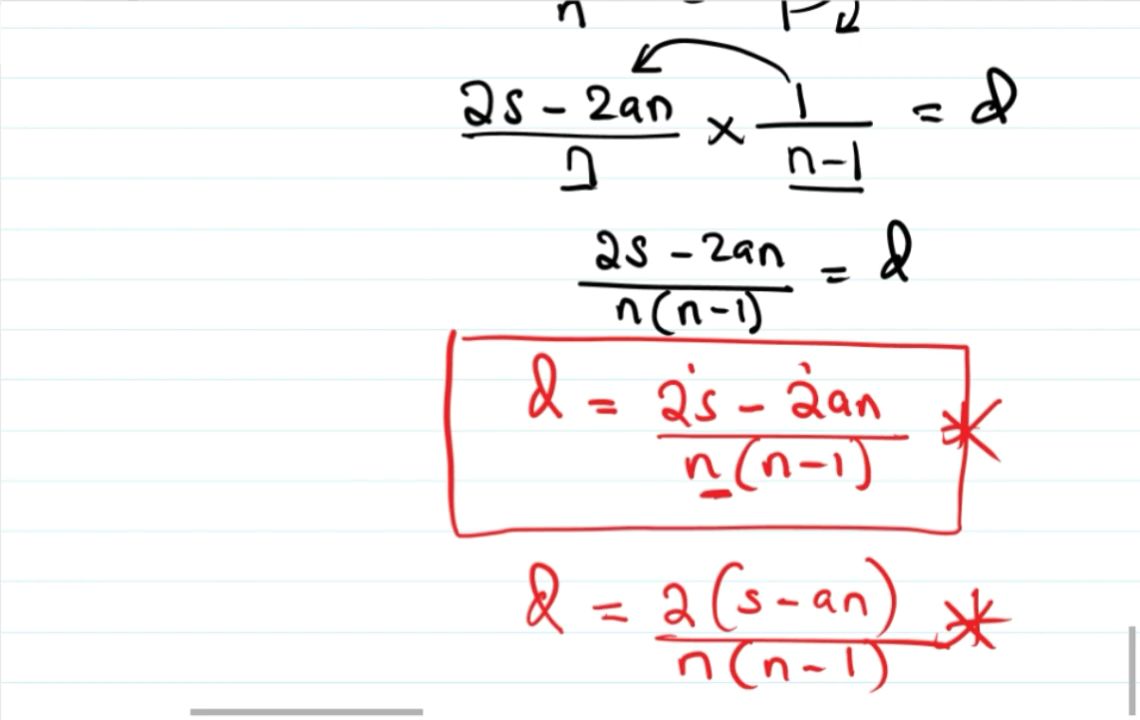 (2s - 2an)/n × 1/(n-1) = d
(2s - 2an)/(n(n-1)) = d
d = (2s - 2an)/(n(n-1)) *
d = 2(s-an)/(n(n-1)) *